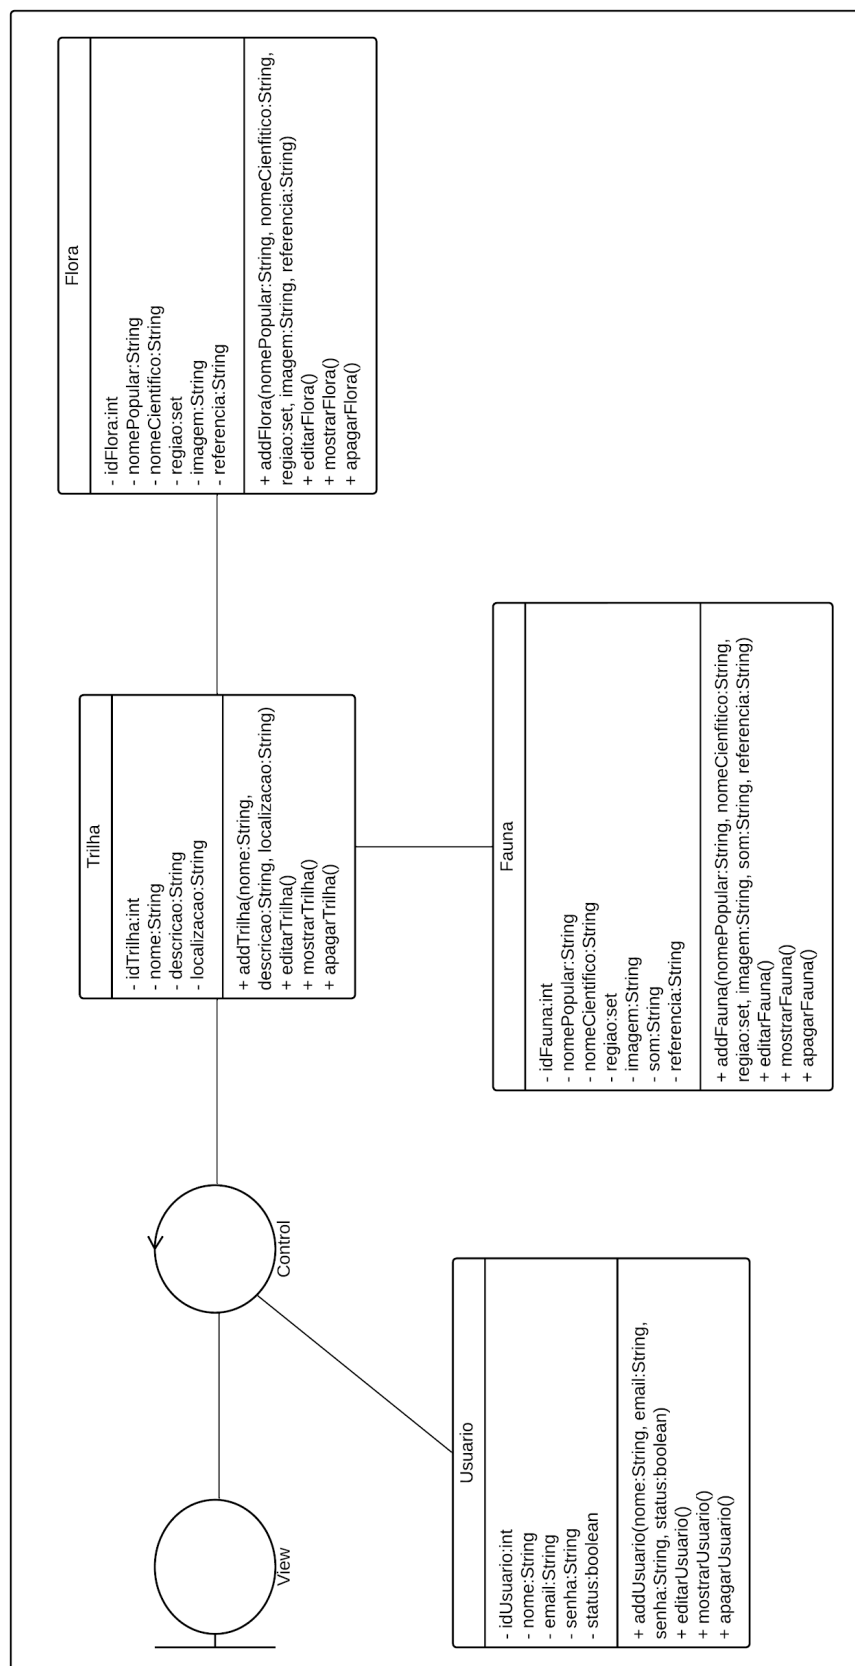 Flora
- idFlora:int
- nomePopular:String
- nomeCientifico:String
- regiao:set
- imagem:String
- referencia:String
+ addFlora(nomePopular:String, nomeCienfitico:String,
regiao:set, imagem:String, referencia:String)
+ editarFlora()
+ mostrarFlora()
+ apagarFlora()
Trilha
- idTrilha:int
- nome:String
- descricao:String
- localizacao:String
+ addTrilha(nome:String,
descricao:String, localizacao:String)
+ editarTrilha()
+ mostrarTrilha()
+ apagarTrilha()
Fauna
- idFauna:int
- nomePopular:String
- nomeCientifico:String
- regiao:set
- imagem:String
- som:String
- referencia:String
+ addFauna(nomePopular:String, nomeCienfitico:String,
regiao:set, imagem:String, som:String, referencia:String)
+ editarFauna()
+ mostrarFauna()
+ apagarFauna()
Control
View
Usuario
- idUsuario:int
- nome:String
- email:String
- senha:String
- status:boolean
+ addUsuario(nome:String, email:String,
senha:String, status:boolean)
+ editarUsuario()
+ mostrarUsuario()
+ apagarUsuario()